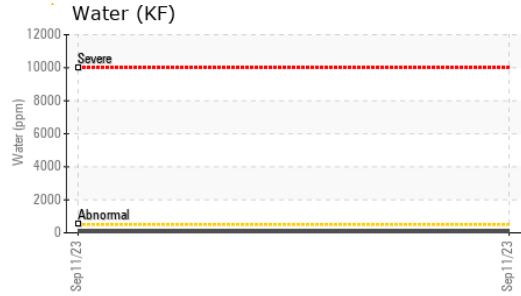 Water (KF)
12000
Severe
10000
8000
6000
4000
2000
Abnormal
0
Water (ppm)
Sep11/23
Sep11/23